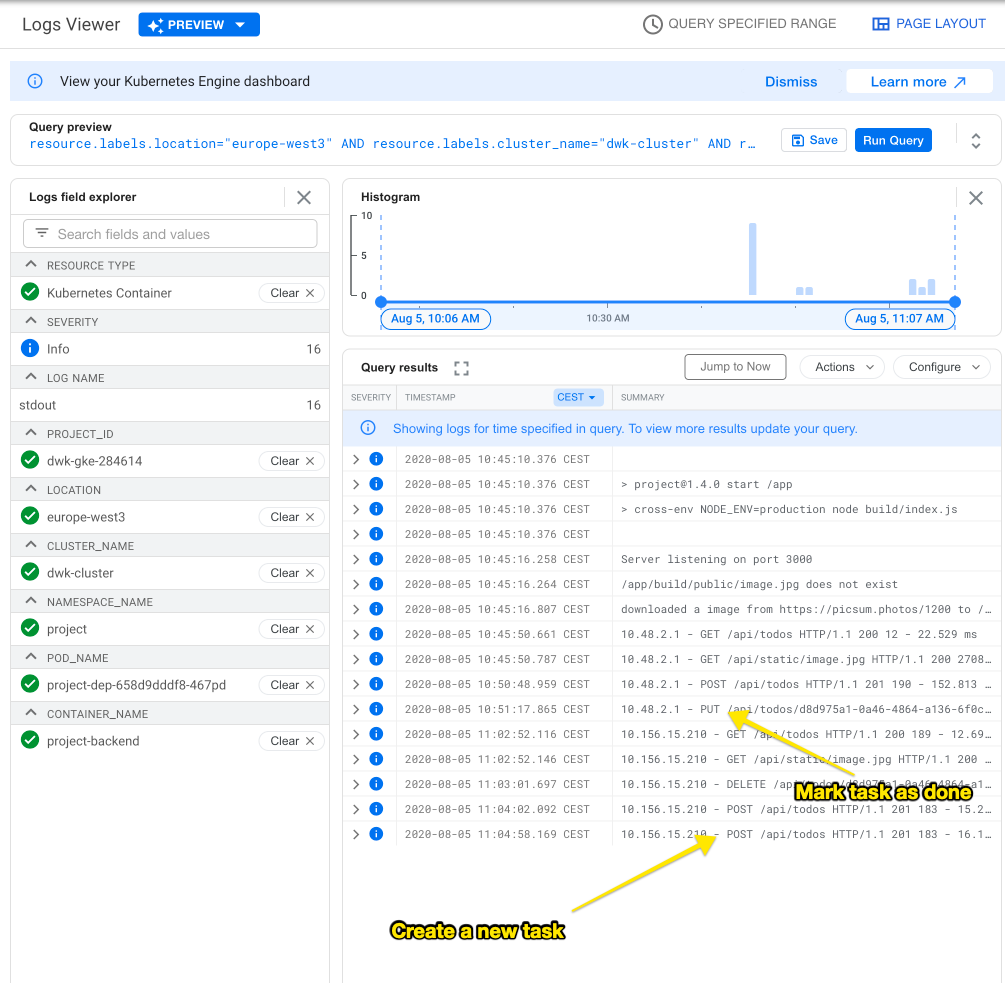 Logs Viewer PREVIEW QUERY SPECIFIED RANGE PAGE LAYOUT
View your Kubernetes Engine dashboard Dismiss Learn more
Query preview
resource.labels.location="europe-west3" AND resource.labels.cluster_name="dwk-cluster" AND r… Save Run Query
Logs field explorer
Search fields and values
RESOURCE TYPE
Kubernetes Container Clear
SEVERITY
Info 16
LOG NAME
stdout 16
PROJECT_ID
dwk-gke-284614 Clear
LOCATION
europe-west3 Clear
CLUSTER_NAME
dwk-cluster Clear
NAMESPACE_NAME
project Clear
POD_NAME
project-dep-658d9dddf8-467pd Clear
CONTAINER_NAME
project-backend Clear
Histogram
10
5
0
Aug 5, 10:06 AM 10:30 AM Aug 5, 11:07 AM
Query results Jump to Now Actions Configure
SEVERITY TIMESTAMP CEST SUMMARY
Showing logs for time specified in query. To view more results update your query.
2020-08-05 10:45:10.376 CEST
2020-08-05 10:45:10.376 CEST > project@1.4.0 start /app
2020-08-05 10:45:10.376 CEST > cross-env NODE_ENV=production node build/index.js
2020-08-05 10:45:10.376 CEST
2020-08-05 10:45:16.258 CEST Server listening on port 3000
2020-08-05 10:45:16.264 CEST /app/build/public/image.jpg does not exist
2020-08-05 10:45:16.807 CEST downloaded a image from https://picsum.photos/1200 to /…
2020-08-05 10:45:50.661 CEST 10.48.2.1 - GET /api/todos HTTP/1.1 200 12 - 22.529 ms
2020-08-05 10:45:50.787 CEST 10.48.2.1 - GET /api/static/image.jpg HTTP/1.1 200 2708…
2020-08-05 10:50:48.959 CEST 10.48.2.1 - POST /api/todos HTTP/1.1 201 190 - 152.813 …
2020-08-05 10:51:17.865 CEST 10.48.2.1 - PUT /api/todos/d8d975a1-0a46-4864-a136-6f0c…
2020-08-05 11:02:52.116 CEST 10.156.15.210 - GET /api/todos HTTP/1.1 200 189 - 12.69…
2020-08-05 11:02:52.146 CEST 10.156.15.210 - GET /api/static/image.jpg HTTP/1.1 200 …
2020-08-05 11:03:01.697 CEST 10.156.15.210 - DELETE /api/todos/d8d975a1-0a46-4864-a1…
Mark task as done
2020-08-05 11:04:02.092 CEST 10.156.15.210 - POST /api/todos HTTP/1.1 201 183 - 15.2…
2020-08-05 11:04:58.169 CEST 10.156.15.210 - POST /api/todos HTTP/1.1 201 183 - 16.1…
Create a new task